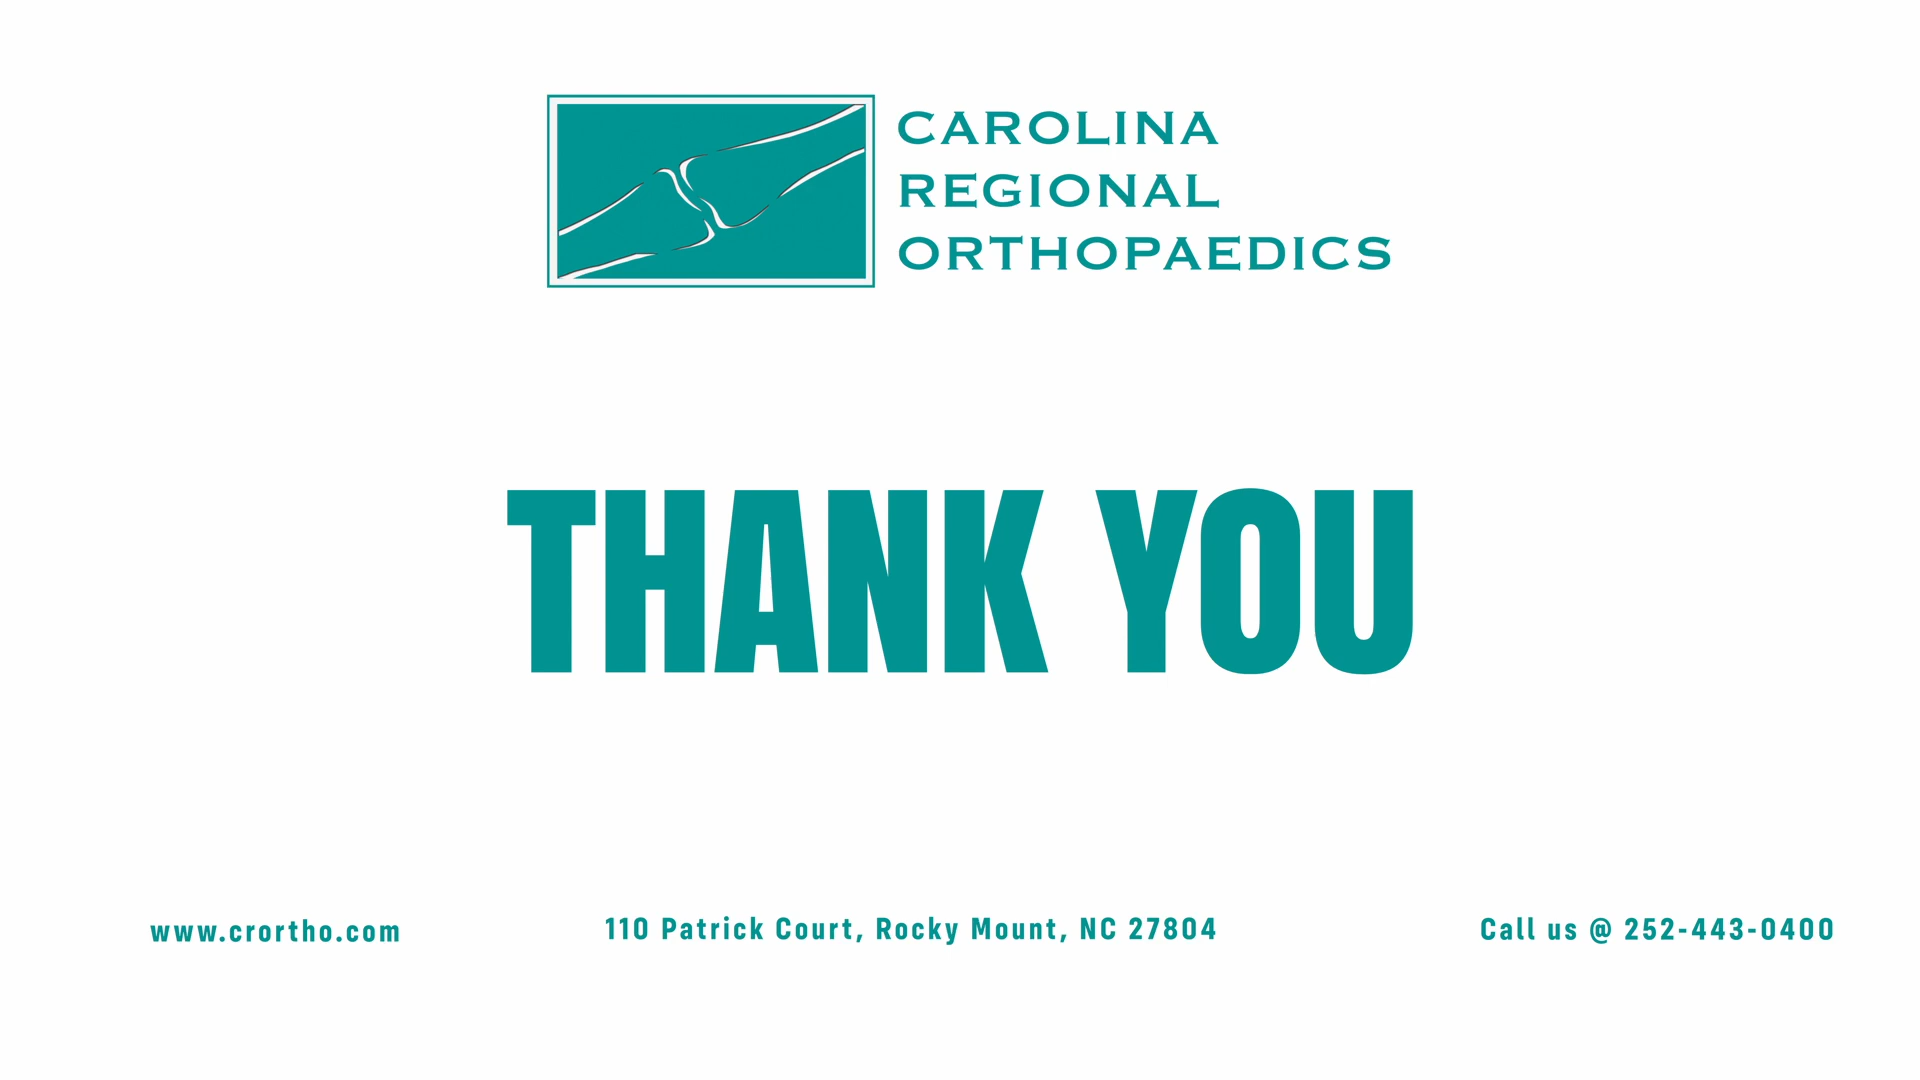 CAROLINA
REGIONAL
ORTHOPAEDICS
THANK YOU
www.crortho.com
110 Patrick Court, Rocky Mount, NC 27804
Call us @ 252-443-0400